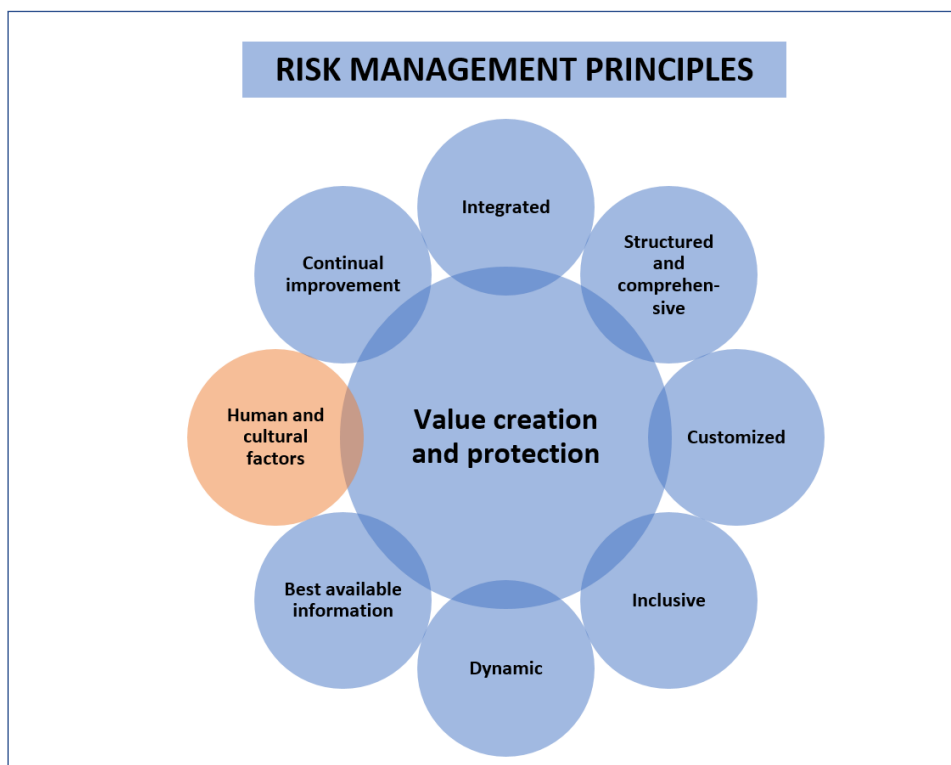 RISK MANAGEMENT PRINCIPLES
Integrated
Structured
and
comprehen-
sive
Customized
Inclusive
Dynamic
Best available
information
Human and
cultural
factors
Continual
improvement
Value creation
and protection